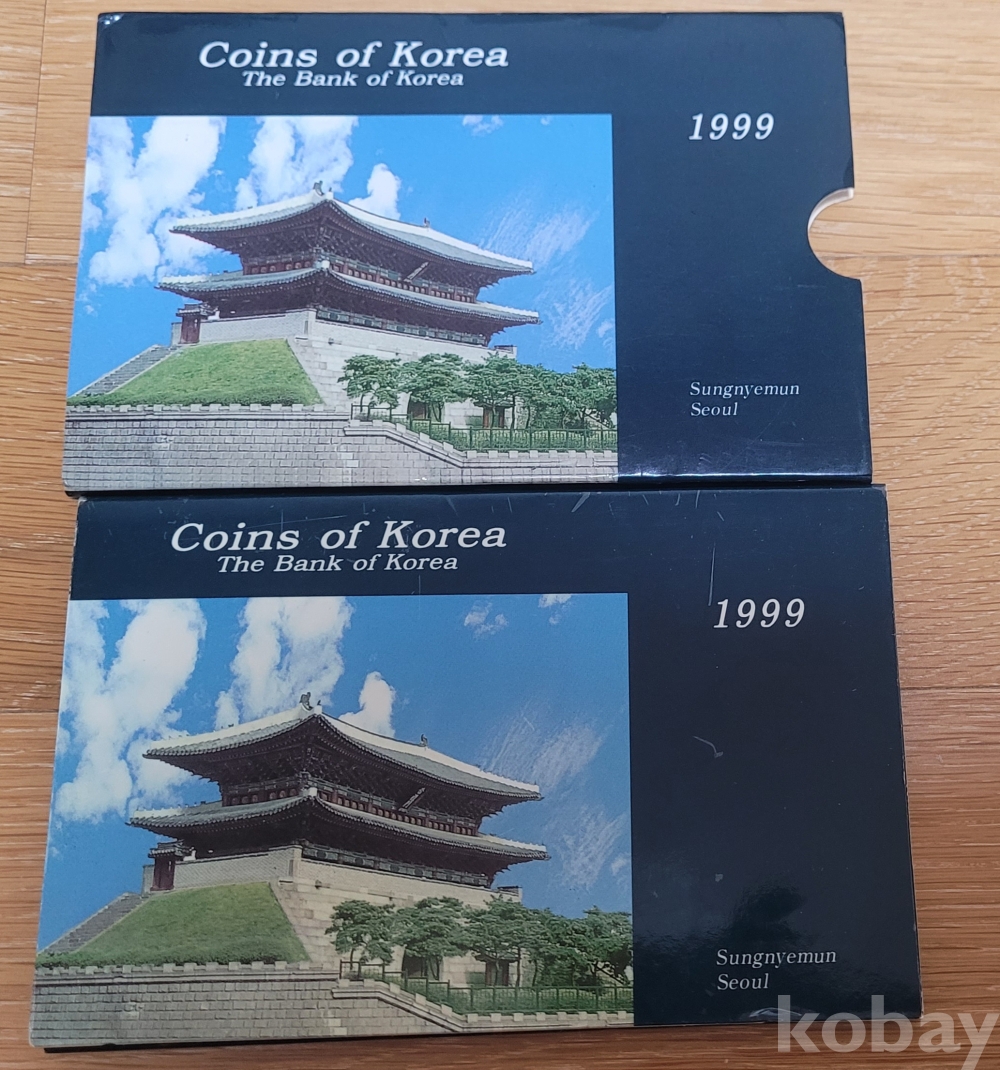 Coins of Korea
The Bank of Korea
1999
Sungnyemun
Seoul
Coins of Korea
The Bank of Korea
1999
Sungnyemun
Seoul
kobay